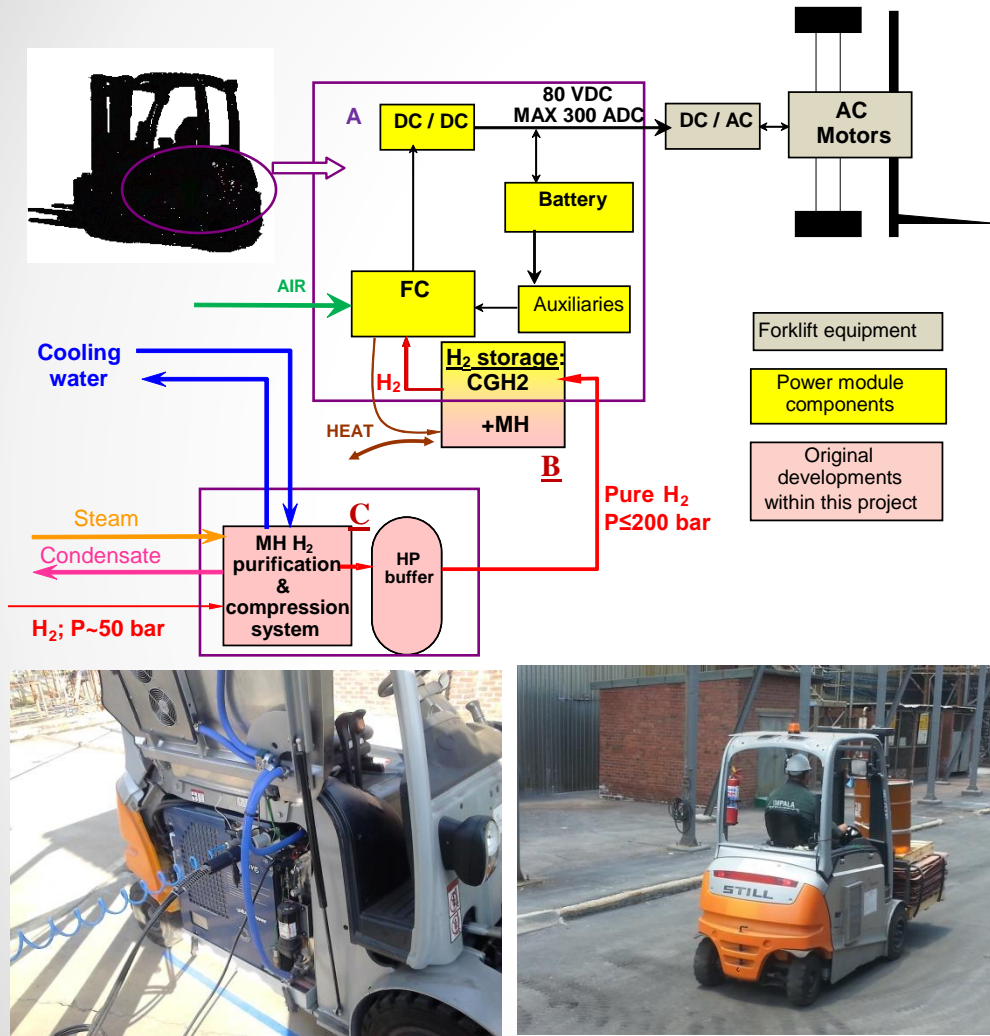 80 VDC
MAX 300 ADC
A
DC / DC
DC / AC
AC
Motors
Battery
AIR
FC
Auxiliaries
Forklift equipment
Cooling
water
H₂ storage:
CGH2
H₂
+MH
HEAT
B
Power module
components
Original
developments
within this project
Pure H₂
P≤200 bar
Steam
C
Condensate
MH H₂
purification
&
compression
system
HP
buffer
H₂; P~50 bar
IMPALA
STILL